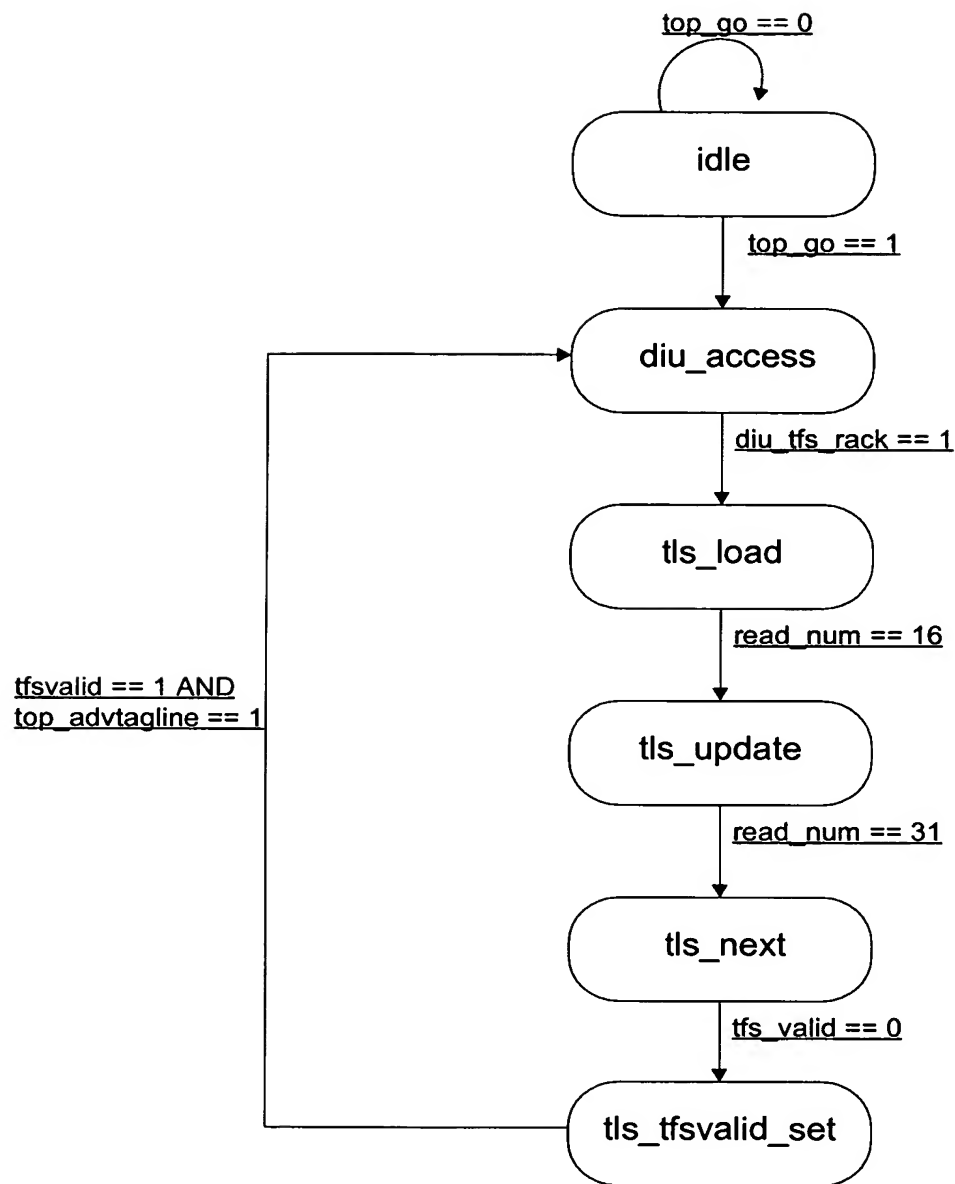 top_go == 0
idle
top_go == 1
diu_access
diu_tfs_rack == 1
tls_load
read_num == 16
tfsvalid == 1 AND
top_advtagline == 1
tls_update
read_num == 31
tls_next
tfs_valid == 0
tls_tfsvalid_set